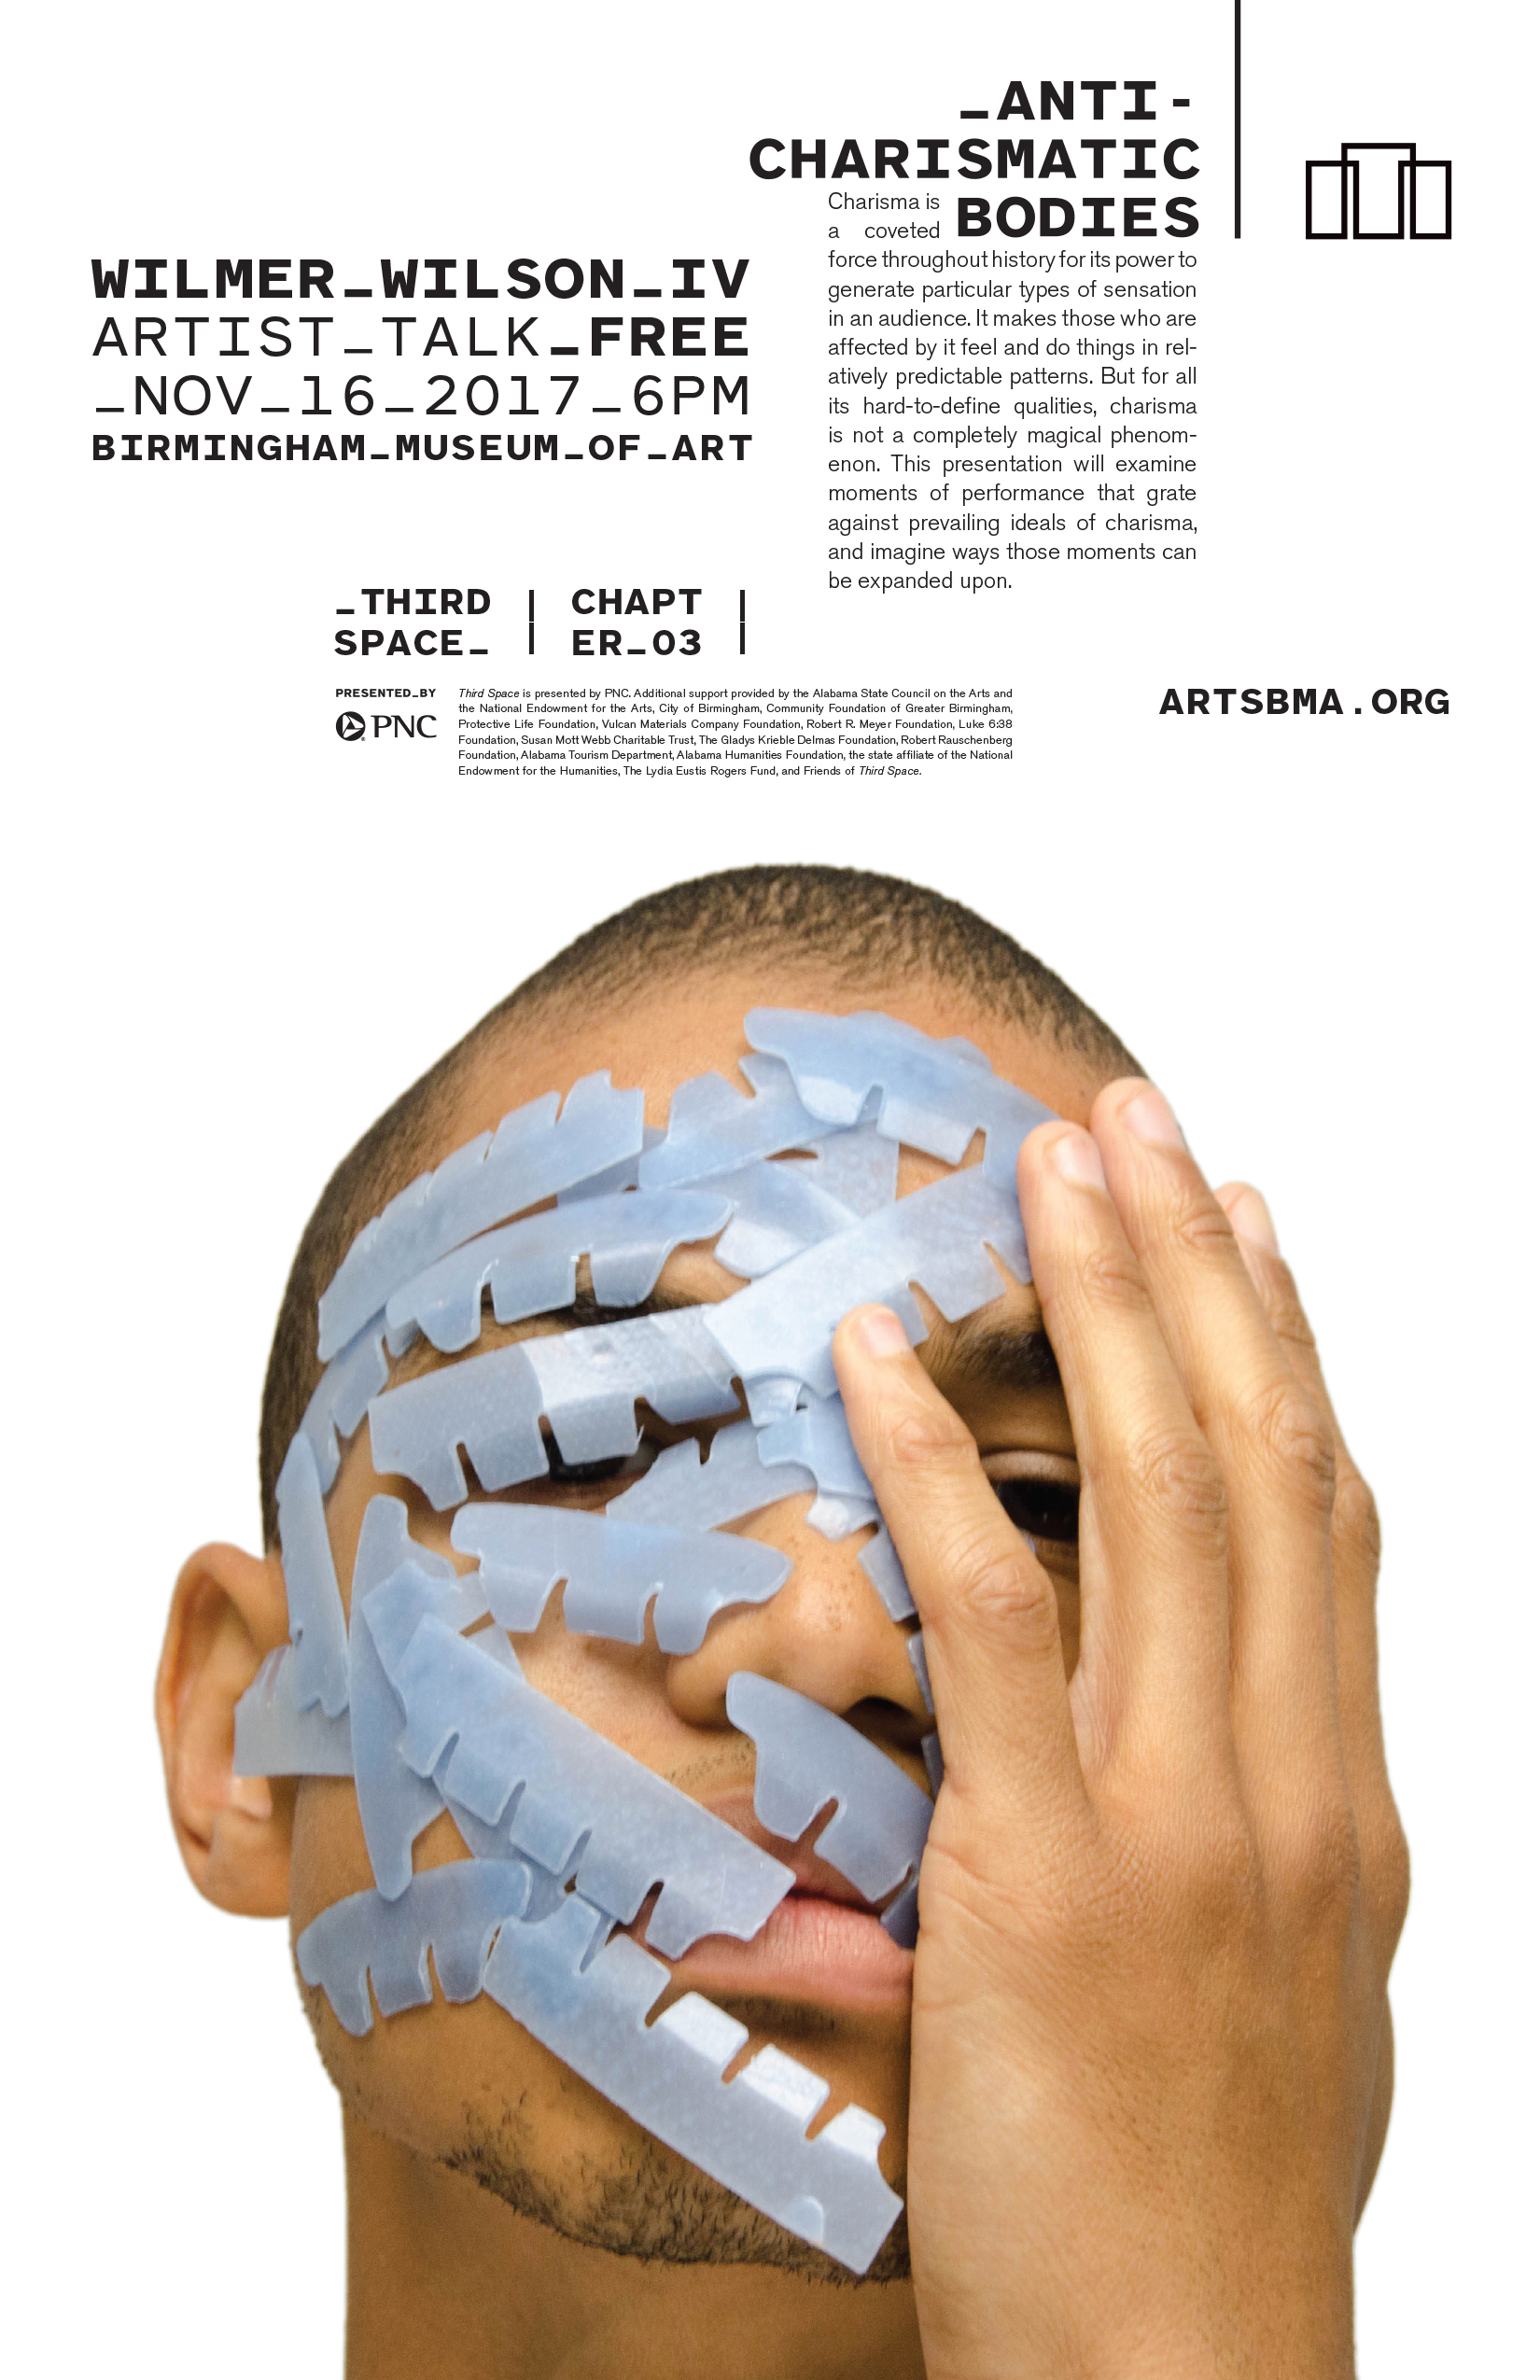 _ANTI-
CHARISMATIC
BODIES
Charisma is
a coveted
force throughout history for its power to
generate particular types of sensation
in an audience. It makes those who are
affected by it feel and do things in rel-
atively predictable patterns. But for all
its hard-to-define qualities, charisma
is not a completely magical phenom-
enon. This presentation will examine
moments of performance that grate
against prevailing ideals of charisma,
and imagine ways those moments can
be expanded upon.
WILMER_WILSON_IV
ARTIST_TALK_FREE
_NOV_16_2017_6PM
BIRMINGHAM_MUSEUM_OF_ART
_THIRD
SPACE_
CHAPT
ER_03
PRESENTED_BY
PNC
Third Space is presented by PNC. Additional support provided by the Alabama State Council on the Arts and
the National Endowment for the Arts, City of Birmingham, Community Foundation of Greater Birmingham,
Protective Life Foundation, Vulcan Materials Company Foundation, Robert R. Meyer Foundation, Luke 6:38
Foundation, Susan Mott Webb Charitable Trust, The Gladys Krieble Delmas Foundation, Robert Rauschenberg
Foundation, Alabama Tourism Department, Alabama Humanities Foundation, the state affiliate of the National
Endowment for the Humanities, The Lydia Eustis Rogers Fund, and Friends of Third Space.
ARTSBMA.ORG